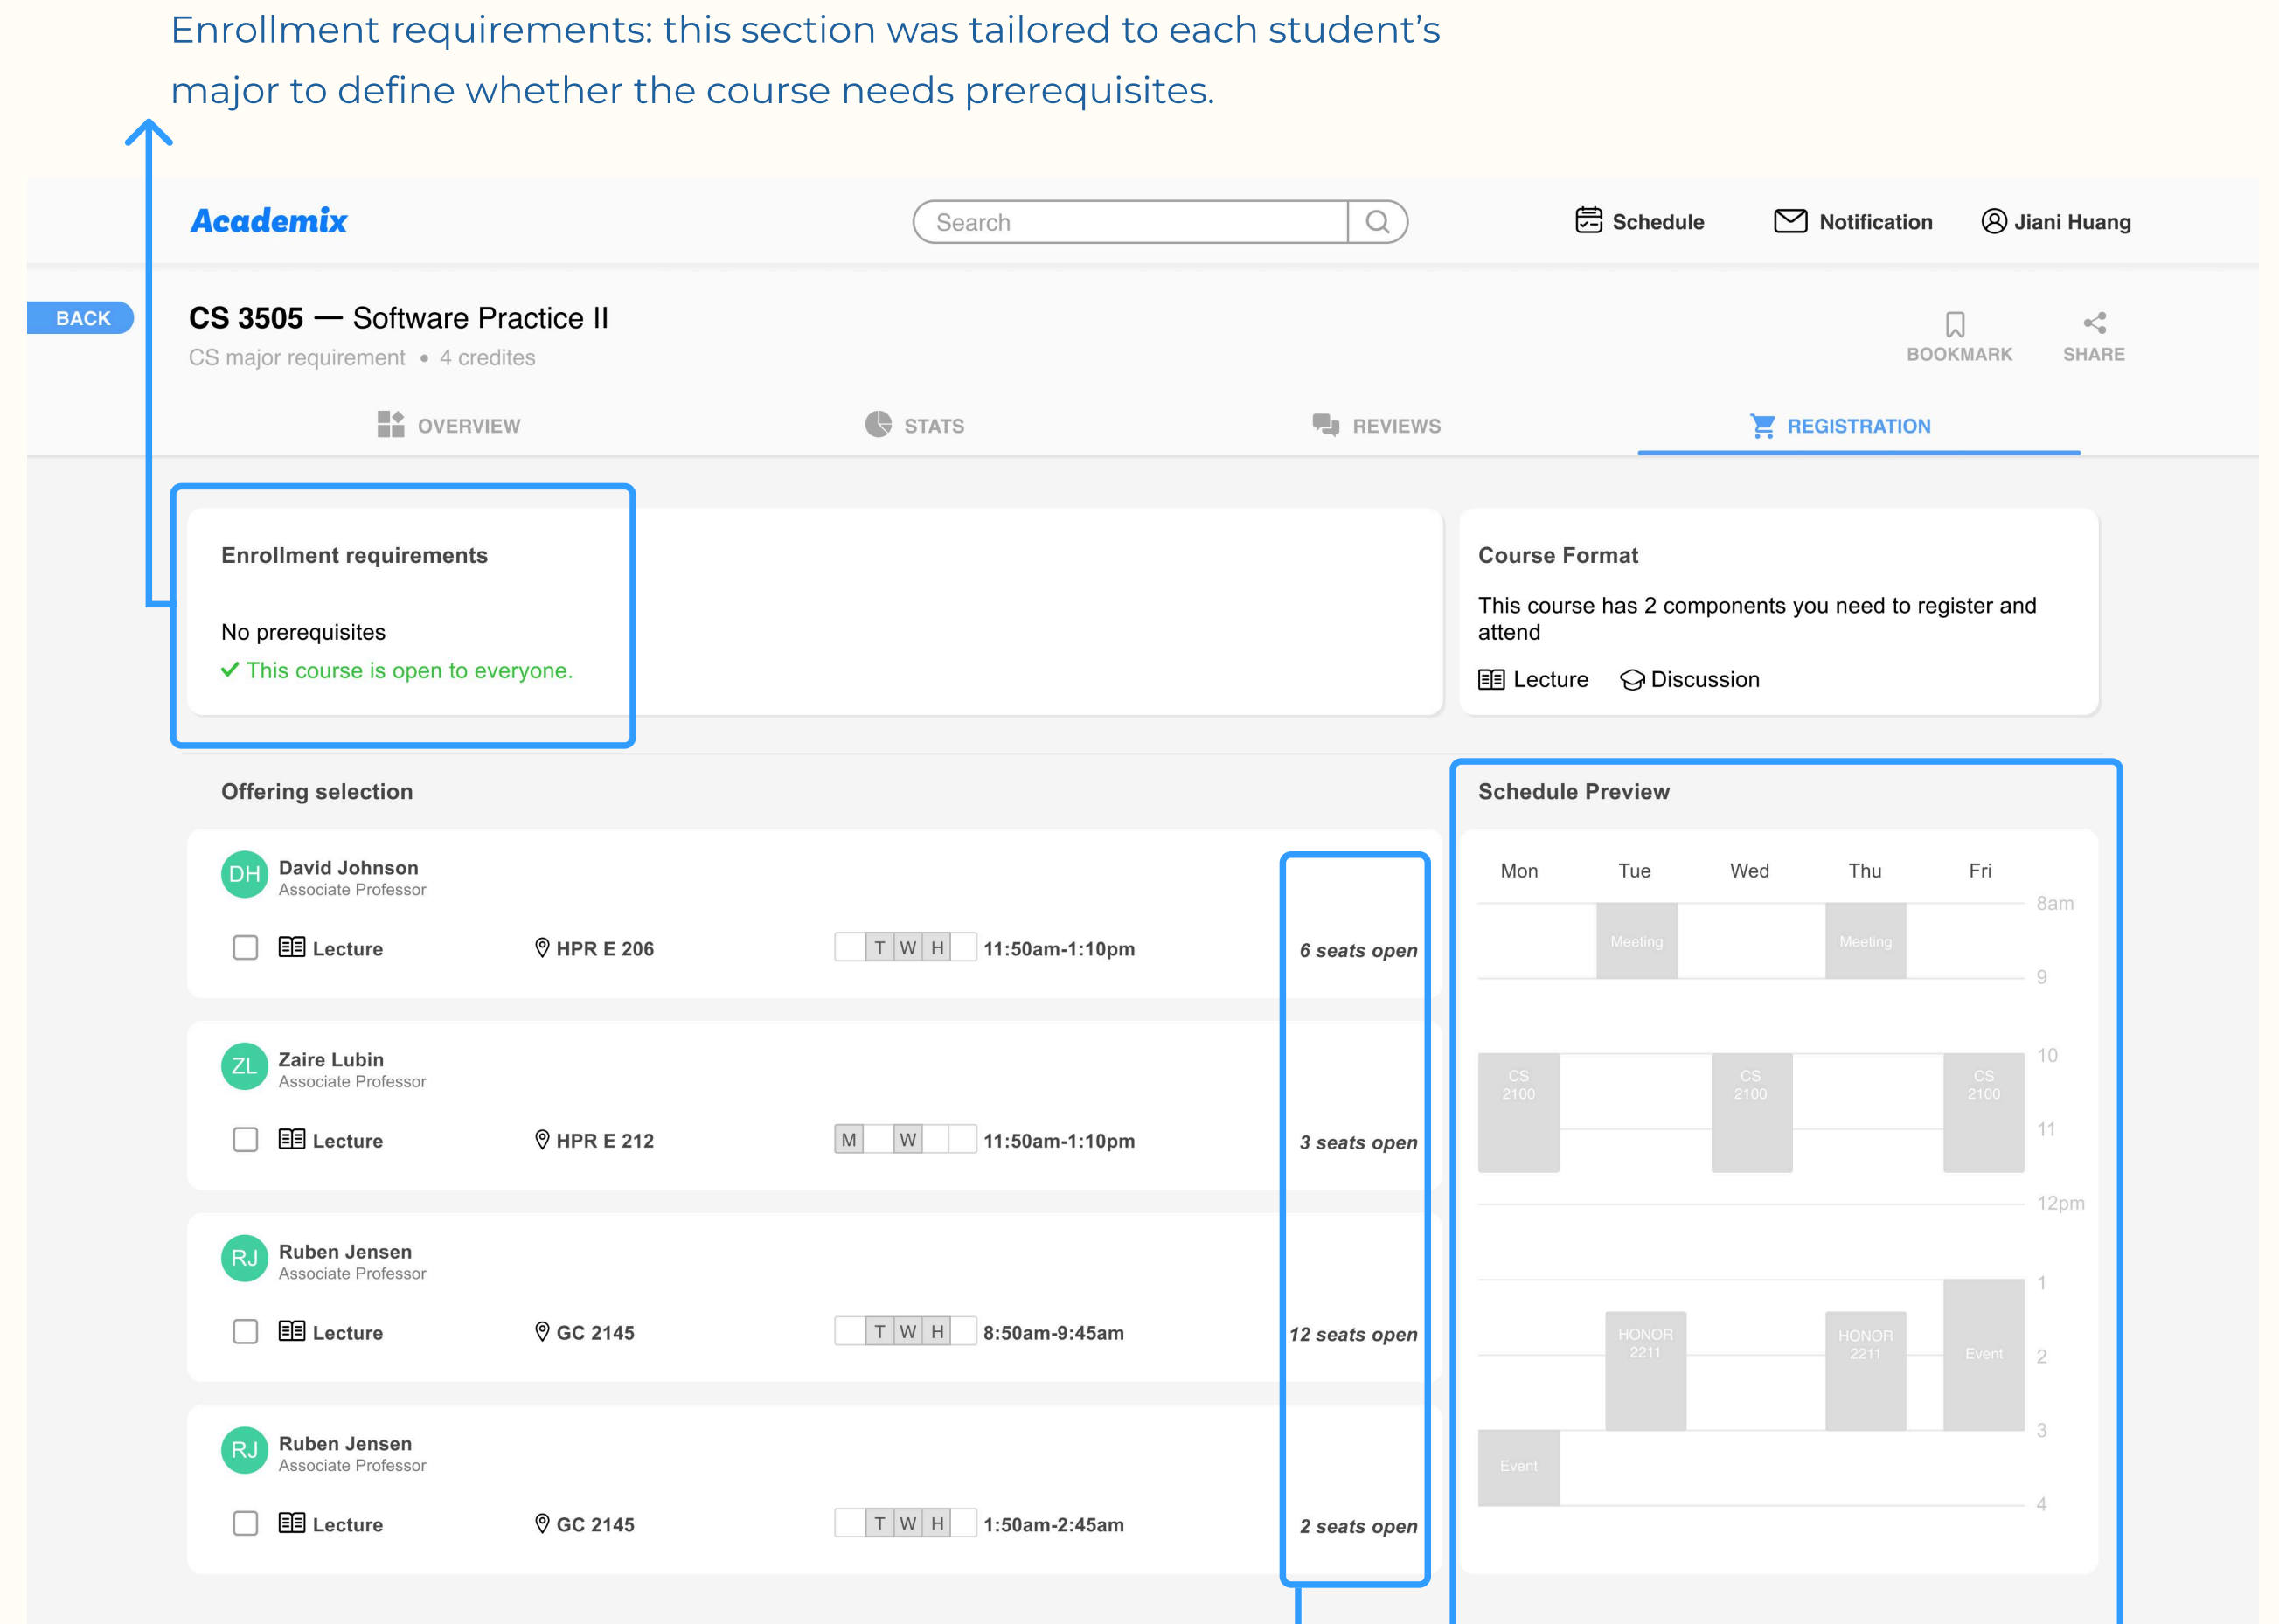 Enrollment requirements: this section was tailored to each student's
major to define whether the course needs prerequisites.
Academix
Search
Schedule
Notification
Jiani Huang
BACK
CS 3505 — Software Practice II
CS major requirement • 4 credites
BOOKMARK
SHARE
OVERVIEW
STATS
REVIEWS
REGISTRATION
Enrollment requirements
No prerequisites
This course is open to everyone.
Course Format
This course has 2 components you need to register and
attend
Lecture
Discussion
Offering selection
DH
David Johnson
Associate Professor
Lecture
HPR E 206
T W H
11:50am-1:10pm
6 seats open
ZL
Zaire Lubin
Associate Professor
Lecture
HPR E 212
M W
11:50am-1:10pm
3 seats open
RJ
Ruben Jensen
Associate Professor
Lecture
GC 2145
T W H
8:50am-9:45am
12 seats open
RJ
Ruben Jensen
Associate Professor
Lecture
GC 2145
T W H
1:50am-2:45am
2 seats open
Schedule Preview
Mon Tue Wed Thu Fri
8am
Meeting
Meeting
9
10
CS
2100
CS
2100
CS
2100
11
12pm
1
HONOR
2211
HONOR
2211
Event
2
3
Event
4